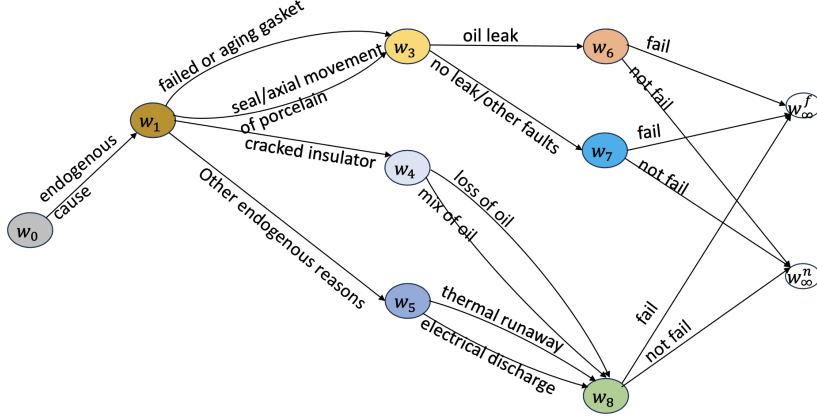 failed or aging gasket
w₃
oil leak
w₆
fail
seal/axial movement
of porcelain
no leak/other faults
not fail
w₁
w∞ᶠ
endogenous
cause
cracked insulator
w₇
fail
not fail
w₄
loss of oil
mix of oil
w₀
Other endogenous reasons
w∞ⁿ
w₅
thermal runaway
electrical discharge
fail
not fail
w₈